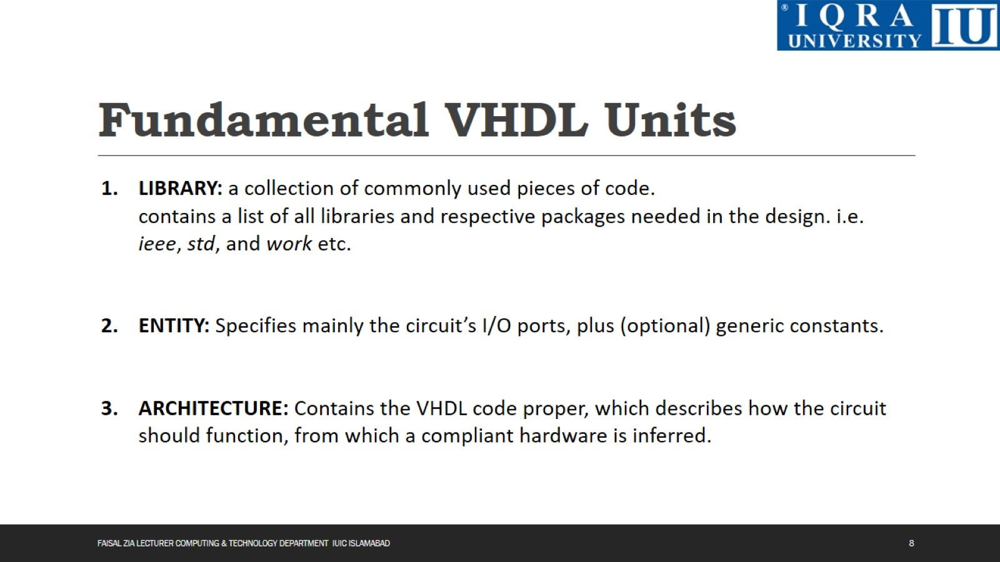 ® IQRA
UNIVERSITY IU
Fundamental VHDL Units
1. LIBRARY: a collection of commonly used pieces of code.
contains a list of all libraries and respective packages needed in the design. i.e.
ieee, std, and work etc.
2. ENTITY: Specifies mainly the circuit’s I/O ports, plus (optional) generic constants.
3. ARCHITECTURE: Contains the VHDL code proper, which describes how the circuit
should function, from which a compliant hardware is inferred.
FAISAL ZIA LECTURER COMPUTING & TECHNOLOGY DEPARTMENT IUIC ISLAMABAD 8